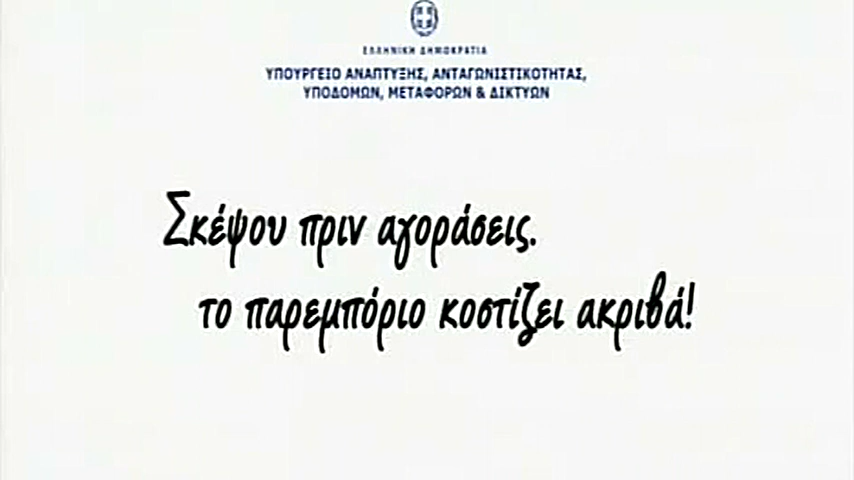 ΕΛΛΗΝΙΚΗ ΔΗΜΟΚΡΑΤΙΑ
ΥΠΟΥΡΓΕΙΟ ΑΝΑΠΤΥΞΗΣ, ΑΝΤΑΓΩΝΙΣΤΙΚΟΤΗΤΑΣ,
ΥΠΟΔΟΜΩΝ, ΜΕΤΑΦΟΡΩΝ & ΔΙΚΤΥΩΝ
Σκέψου πριν αγοράσεις.
το παρεμπόριο κοστίζει ακριβά!